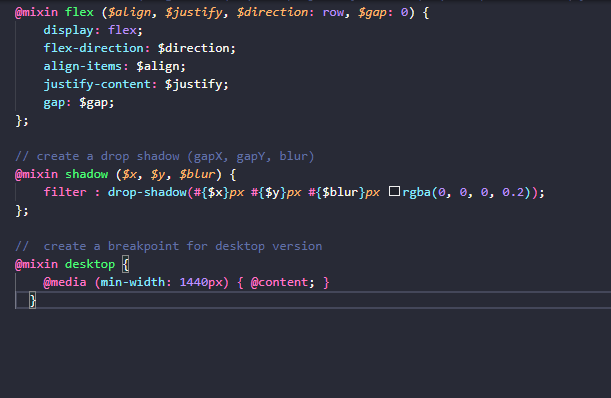 @mixin flex ($align, $justify, $direction: row, $gap: 0) {
display: flex;
flex-direction: $direction;
align-items: $align;
justify-content: $justify;
gap: $gap;
};
// create a drop shadow (gapX, gapY, blur)
@mixin shadow ($x, $y, $blur) {
filter : drop-shadow(#{$x}px #{$y}px #{$blur}px rgba(0, 0, 0, 0.2));
};
//  create a breakpoint for desktop version
@mixin desktop {
@media (min-width: 1440px) { @content; }
}